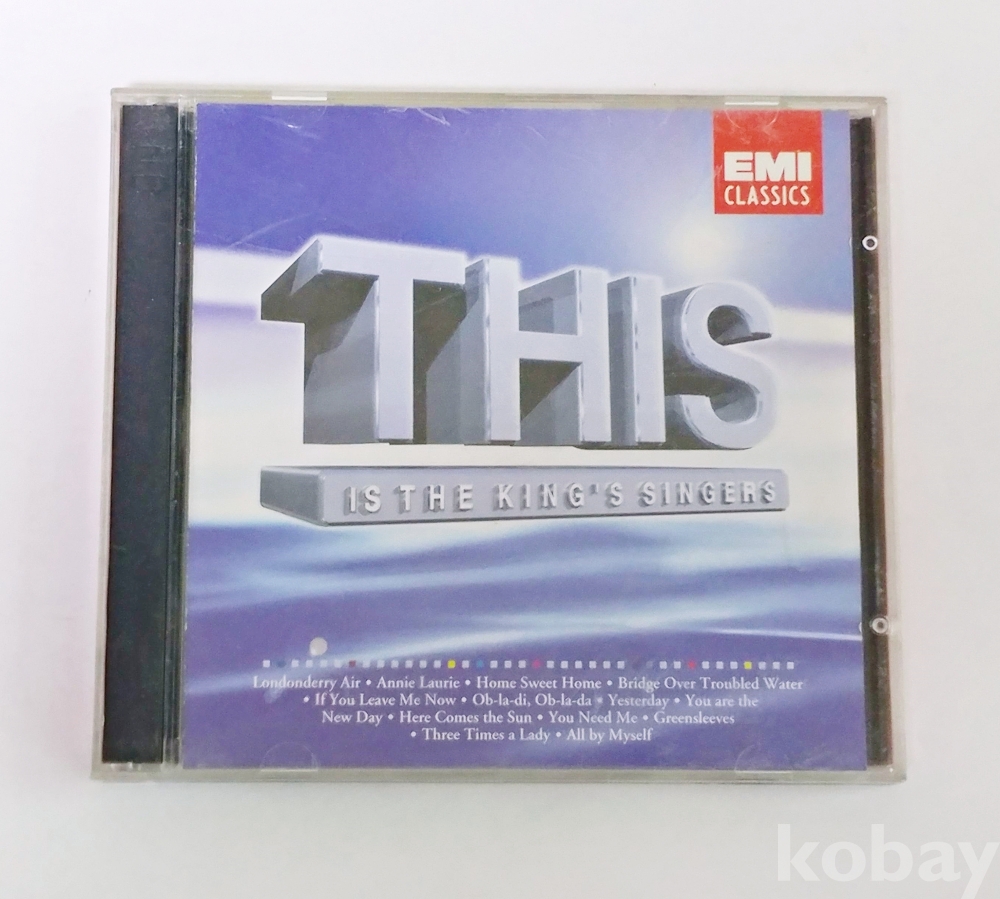 EMI
CLASSICS
THIS
IS THE KING'S SINGERS
Londonderry Air • Annie Laurie • Home Sweet Home • Bridge Over Troubled Water
• If You Leave Me Now • Ob-la-di, Ob-la-da • Yesterday • You are the
New Day • Here Comes the Sun • You Need Me • Greensleeves
• Three Times a Lady • All by Myself
kobay